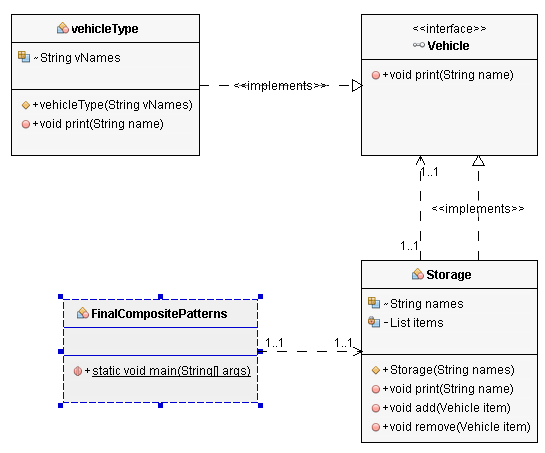 vehicleType
~String vNames
+vehicleType(String vNames)
+void print(String name)
<<implements>>
<<interface>>
Vehicle
+void print(String name)
1..1
<<implements>>
1..1
Storage
~String names
-List items
+Storage(String names)
+void print(String name)
+void add(Vehicle item)
+void remove(Vehicle item)
FinalCompositePatterns
+static void main(String[] args)
1..1
1..1